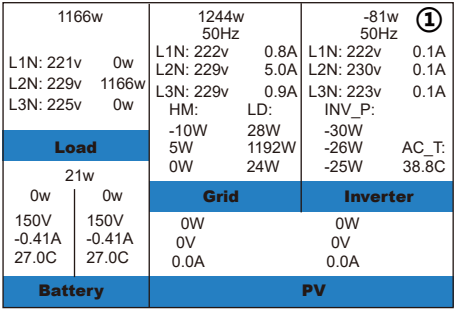 1166w
L1N: 221v 0w
L2N: 229v 1166w
L3N: 225v 0w
Load
1244w
50Hz
L1N: 222v 0.8A
L2N: 229v 5.0A
L3N: 229v 0.9A
HM: LD:
-10W 28W
5W 1192W
0W 24W
Grid
-81w ①
50Hz
L1N: 222v 0.1A
L2N: 230v 0.1A
L3N: 223v 0.1A
INV_P:
-30W
-26W AC_T:
-25W 38.8C
Inverter
21w
0w 0w
150V 150V
-0.41A -0.41A
27.0C 27.0C
Battery
0W 0W
0V 0V
0.0A 0.0A
PV